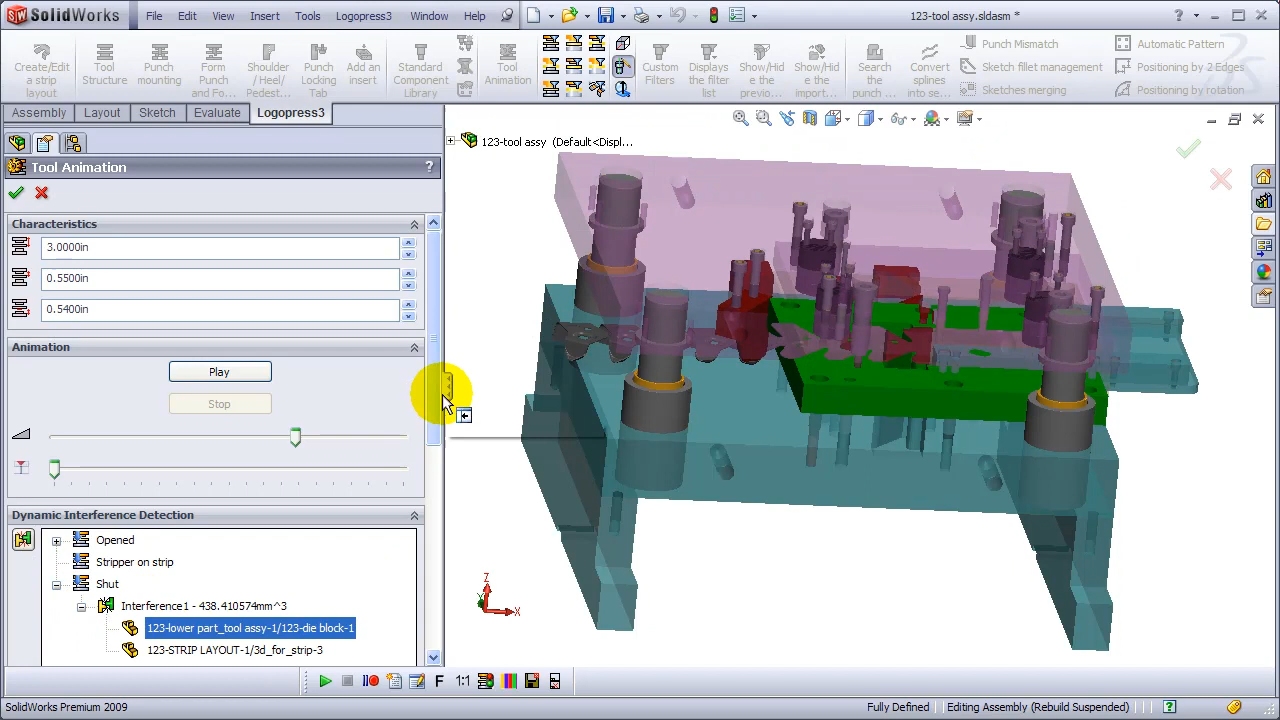 SolidWorks File Edit View Insert Tools Logopress3 Window Help 123-tool assy.sldasm *
Create/Edit a strip layout
Tool Structure
Punch mounting
Form Punch and Fo...
Shoulder /Heel/ Pedest...
Punch Locking Tab
Add an insert
Standard Component Library
Tool Animation
Custom Filters
Displays the filter list
Show/Hide the previo...
Show/Hide the import...
Search the punch ...
Convert splines into se...
Punch Mismatch
Sketch fillet management
Sketches merging
Automatic Pattern
Positioning by 2 Edges
Positioning by rotation
Assembly Layout Sketch Evaluate Logopress3
123-tool assy (Default<Displ...
Tool Animation ?
Characteristics
3.0000in
0.5500in
0.5400in
Animation
Play
Stop
Dynamic Interference Detection
Opened
Stripper on strip
Shut
Interference1 - 438.410574mm^3
123-lower part_tool assy-1/123-die block-1
123-STRIP LAYOUT-1/3d_for_strip-3
Z
X
F 1:1
SolidWorks Premium 2009 Fully Defined Editing Assembly (Rebuild Suspended) ?